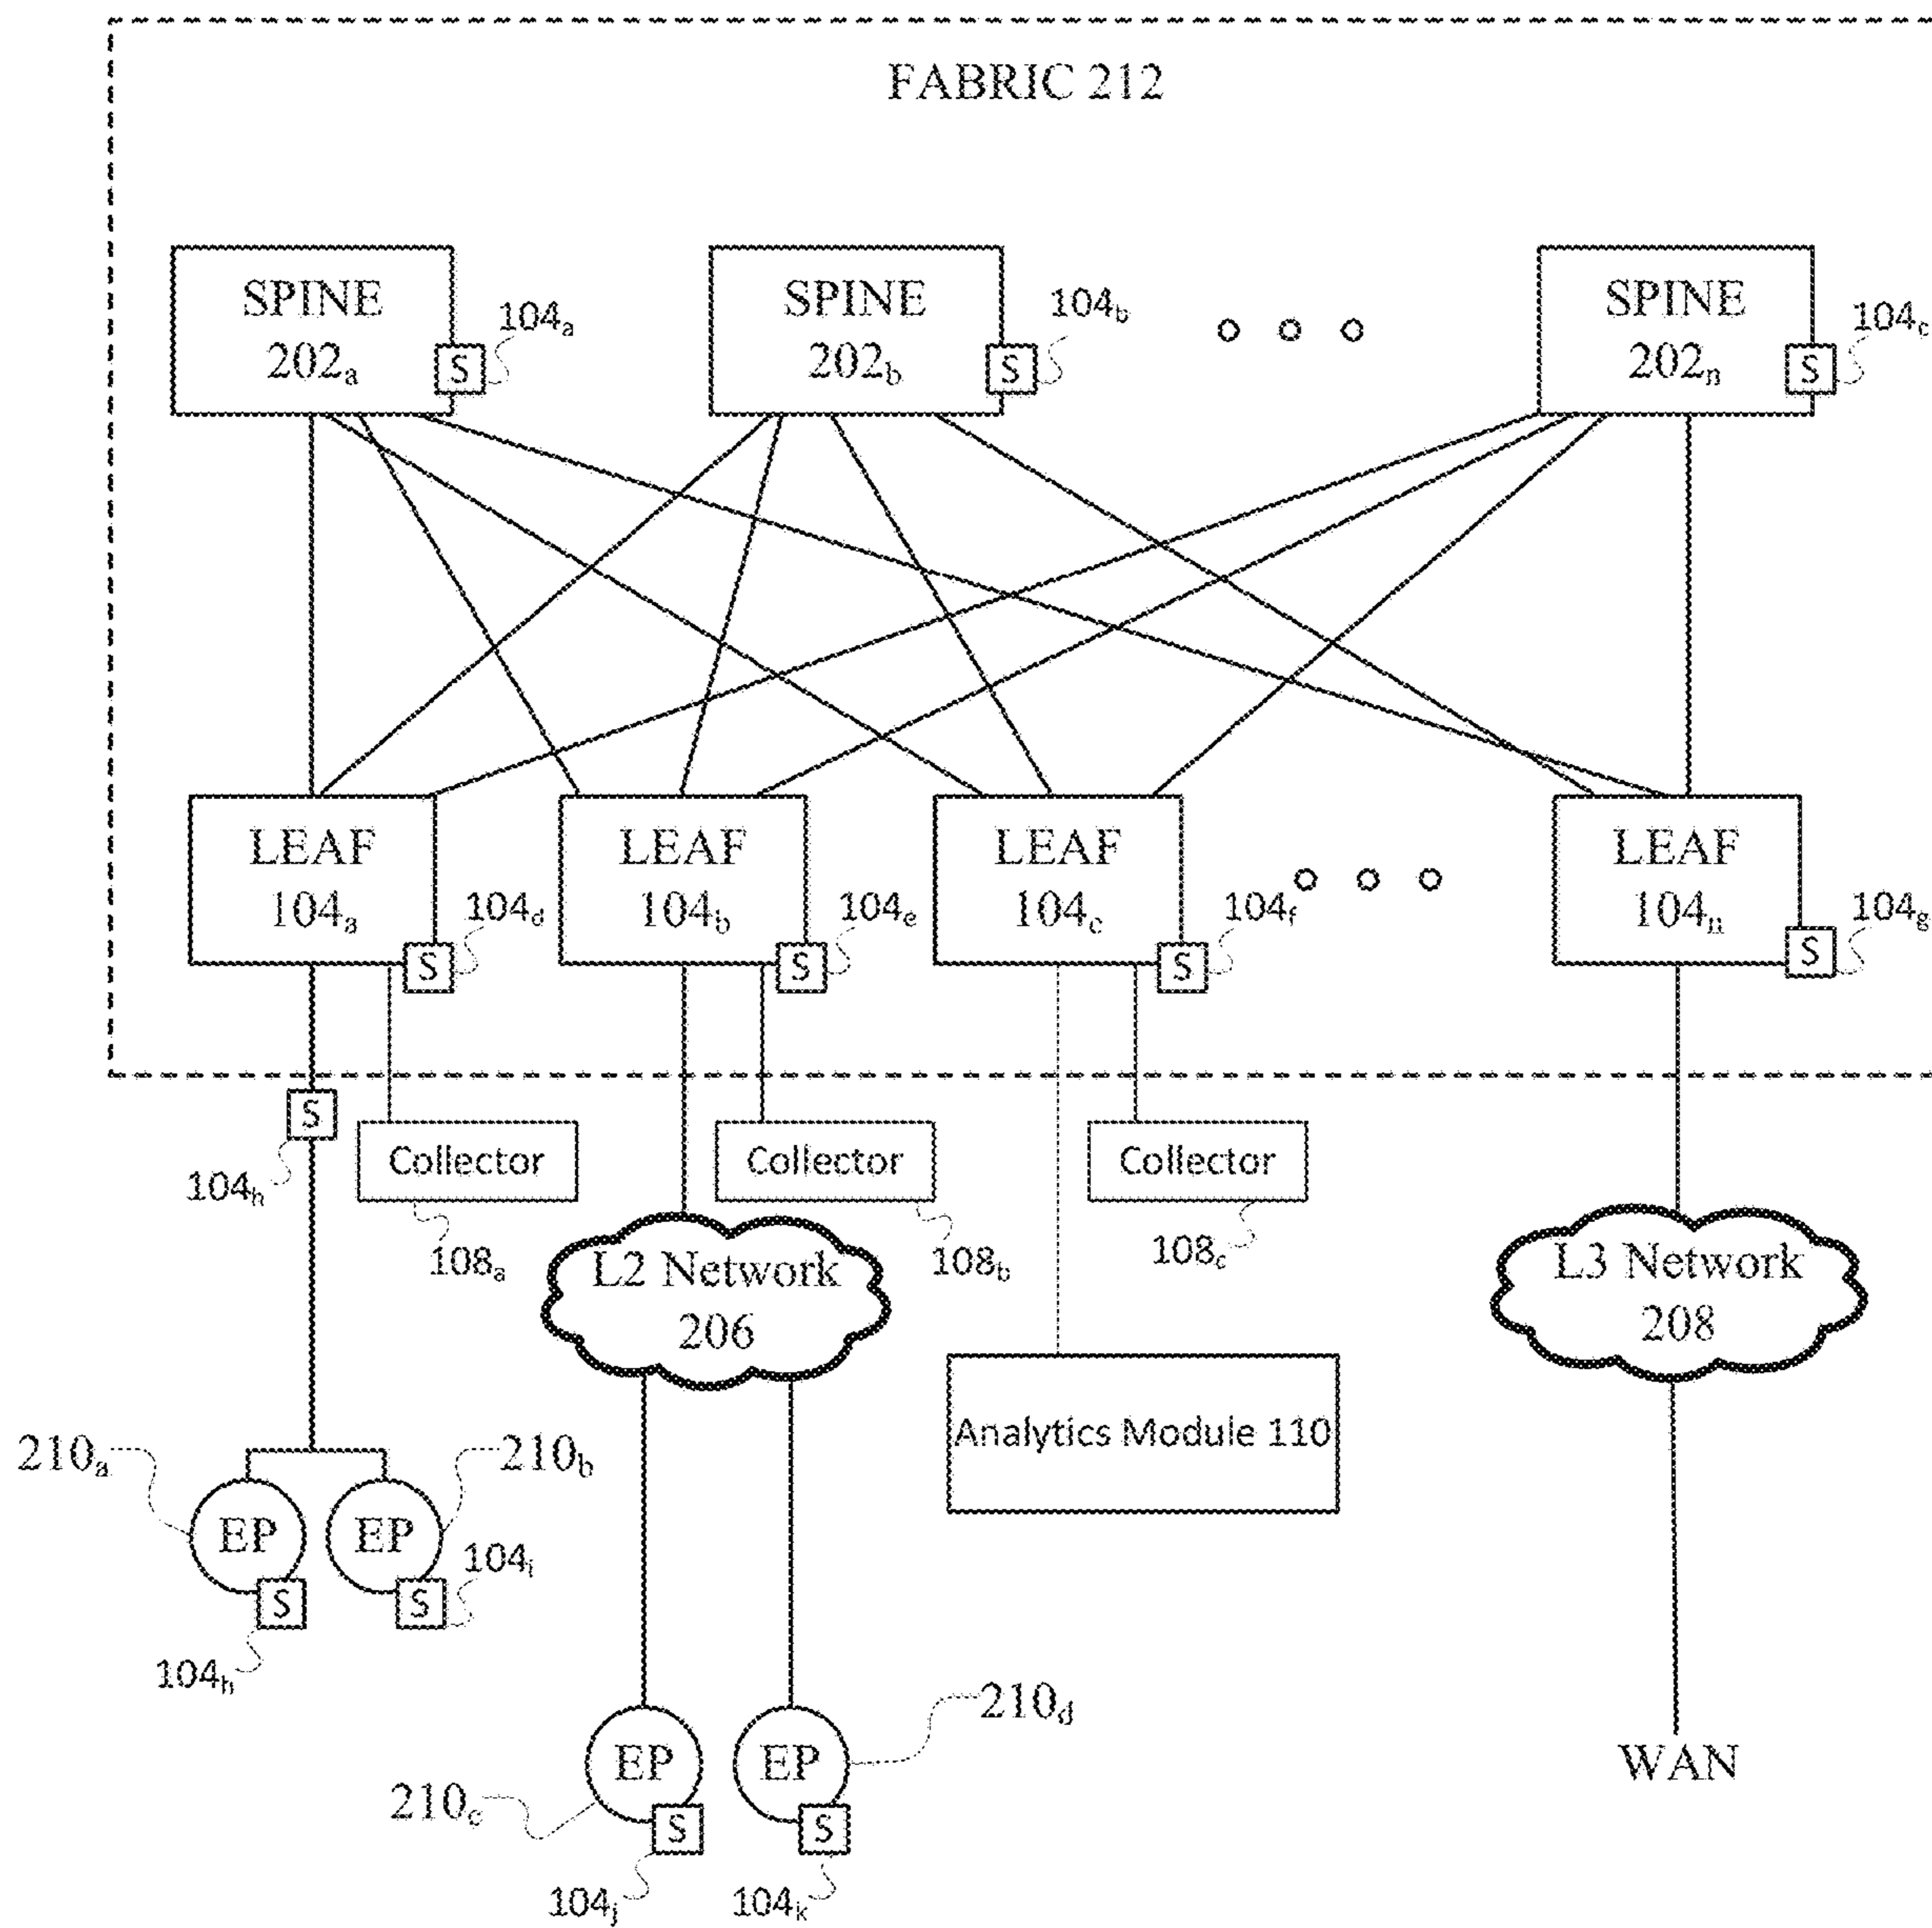 FABRIC 212
SPINE
202a
S
104a
SPINE
202b
S
104b
SPINE
202n
S
104c
LEAF
104a
S
104d
LEAF
104b
S
104e
LEAF
104c
S
104f
LEAF
104n
S
104g
S
104h
Collector
108a
Collector
108b
Collector
108c
L2 Network
206
L3 Network
208
Analytics Module 110
210a
EP
S
104h
210b
EP
S
104i
210c
EP
S
104j
210d
EP
S
104k
WAN